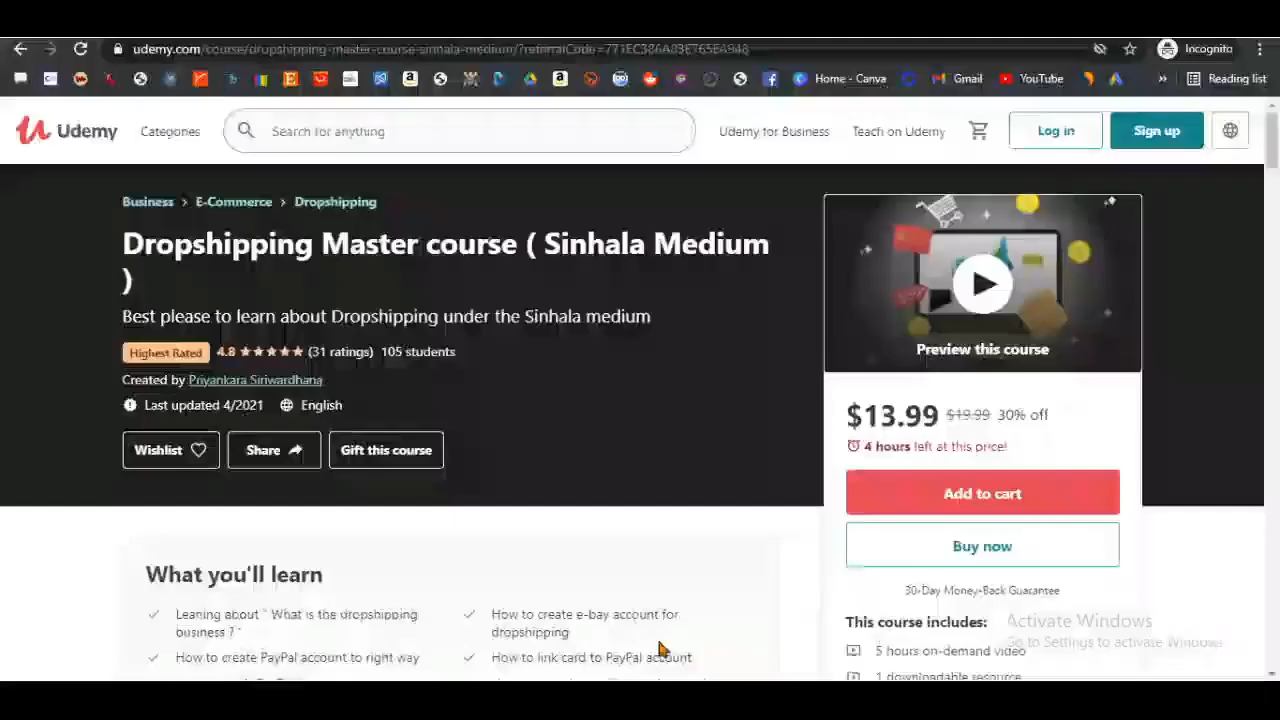 udemy.com/course/dropshipping-master-course-sinhala-medium/?referralCode=771EC386A83E765EA948
Incognito
Home - Canva
Gmail
YouTube
Reading list
Udemy
Categories
Search for anything
Udemy for Business
Teach on Udemy
Log in
Sign up
Business > E-Commerce > Dropshipping
Dropshipping Master course ( Sinhala Medium
)
Best please to learn about Dropshipping under the Sinhala medium
Highest Rated 4.8 (31 ratings) 105 students
Created by Priyankara Siriwardhana
Last updated 4/2021 English
Wishlist
Share
Gift this course
Preview this course
$13.99 $19.99 30% off
4 hours left at this price!
Add to cart
Buy now
30-Day Money-Back Guarantee
This course includes:
5 hours on-demand video
1 downloadable resource
Activate Windows
Go to Settings to activate Windows.
What you'll learn
Learning about " What is the dropshipping
business ? "
How to create PayPal account to right way
How to create e-bay account for
dropshipping
How to link card to PayPal account